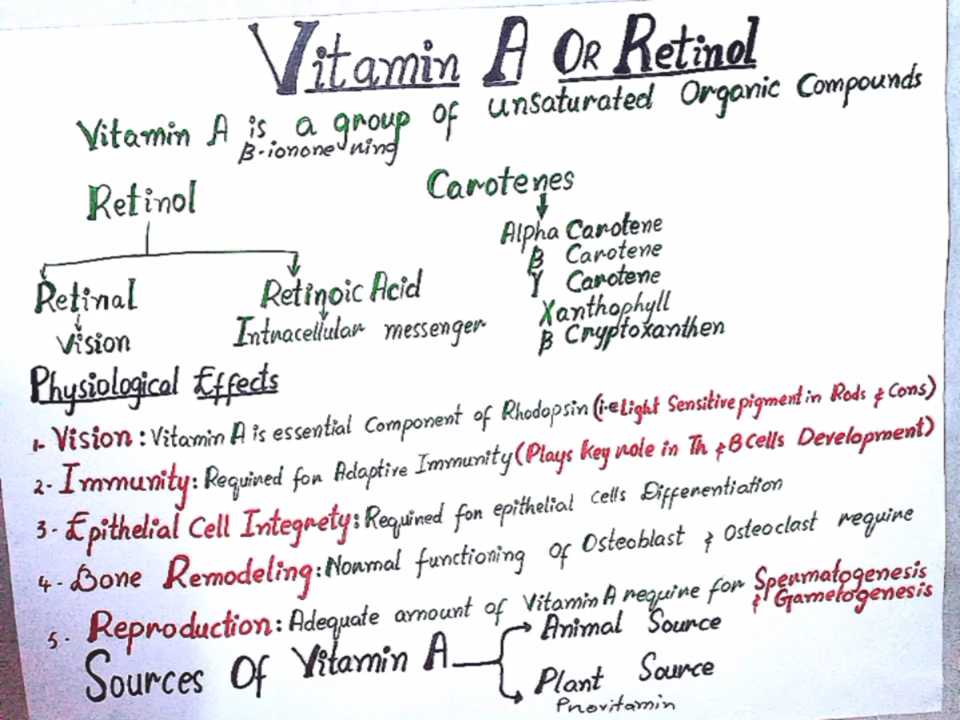 Vitamin A OR Retinol
Vitamin A is a group of unsaturated Organic Compounds
β-ionone ring
Retinol
Carotenes
Alpha Carotene
β Carotene
γ Carotene
Xanthophyll
β Cryptoxanthen
Retinal
Retinoic Acid
Vision
Intracellular messenger
Physiological Effects
1. Vision: Vitamin A is essential Component of Rhodopsin (i.e Light Sensitive pigment in Rods & Cons)
2- Immunity: Required for Adaptive Immunity (Plays key role in Th & B Cells Development)
3- Epithelial Cell Integrety: Required for epithelial cells Differentiation
4- Bone Remodeling: Normal functioning of Osteoblast & Osteoclast require
5- Reproduction: Adequate amount of Vitamin A require for Spermatogenesis
& Gametogenesis
Sources Of Vitamin A
Animal Source
Plant Source
Provitamin